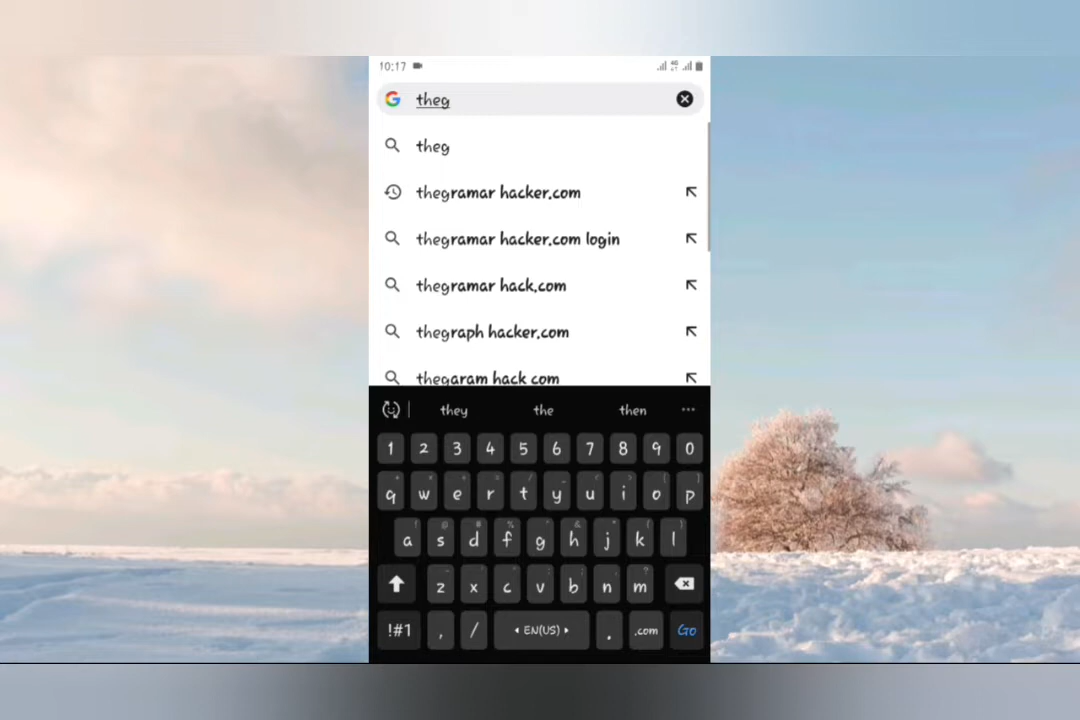 10:17
theg
theg
thegramar hacker.com
thegramar hacker.com login
thegramar hack.com
thegraph hacker.com
thegaram hack com
they the then
1 2 3 4 5 6 7 8 9 0
q w e r t y u i o p
a s d f g h j k l
z x c v b n m
!#1 , / EN(US) . .com Go